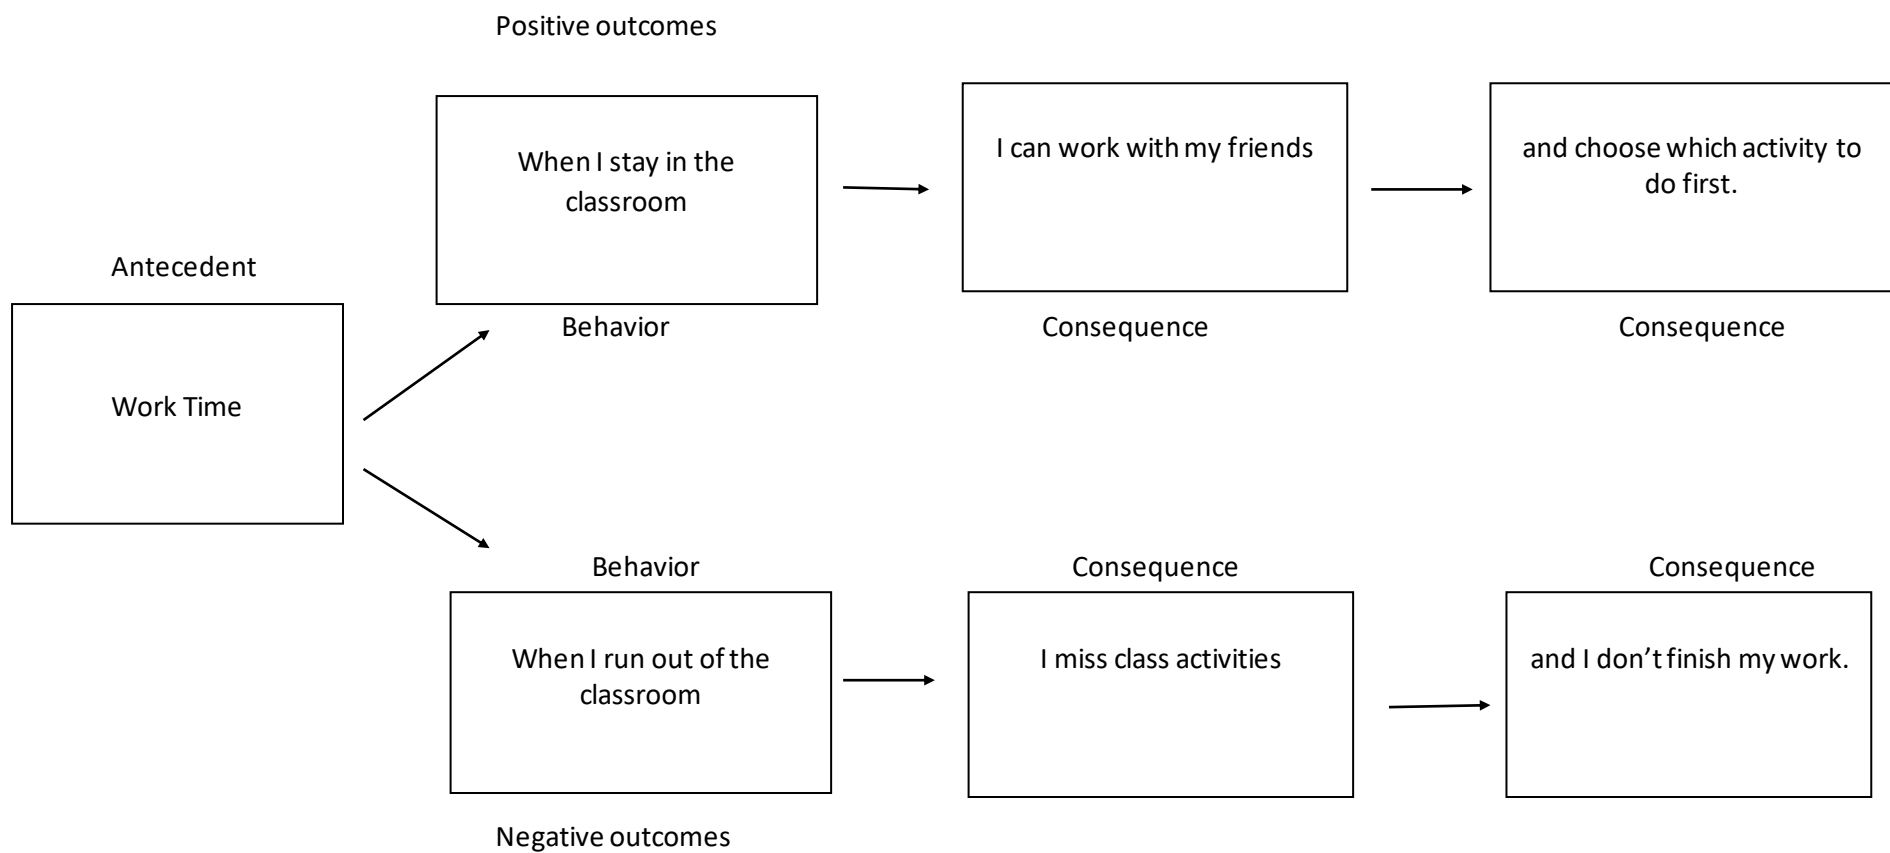 Positive outcomes
When I stay in the
classroom
I can work with my friends
and choose which activity to
do first.
Antecedent
Behavior
Consequence
Consequence
Work Time
Behavior
Consequence
Consequence
When I run out of the
classroom
I miss class activities
and I don’t finish my work.
Negative outcomes